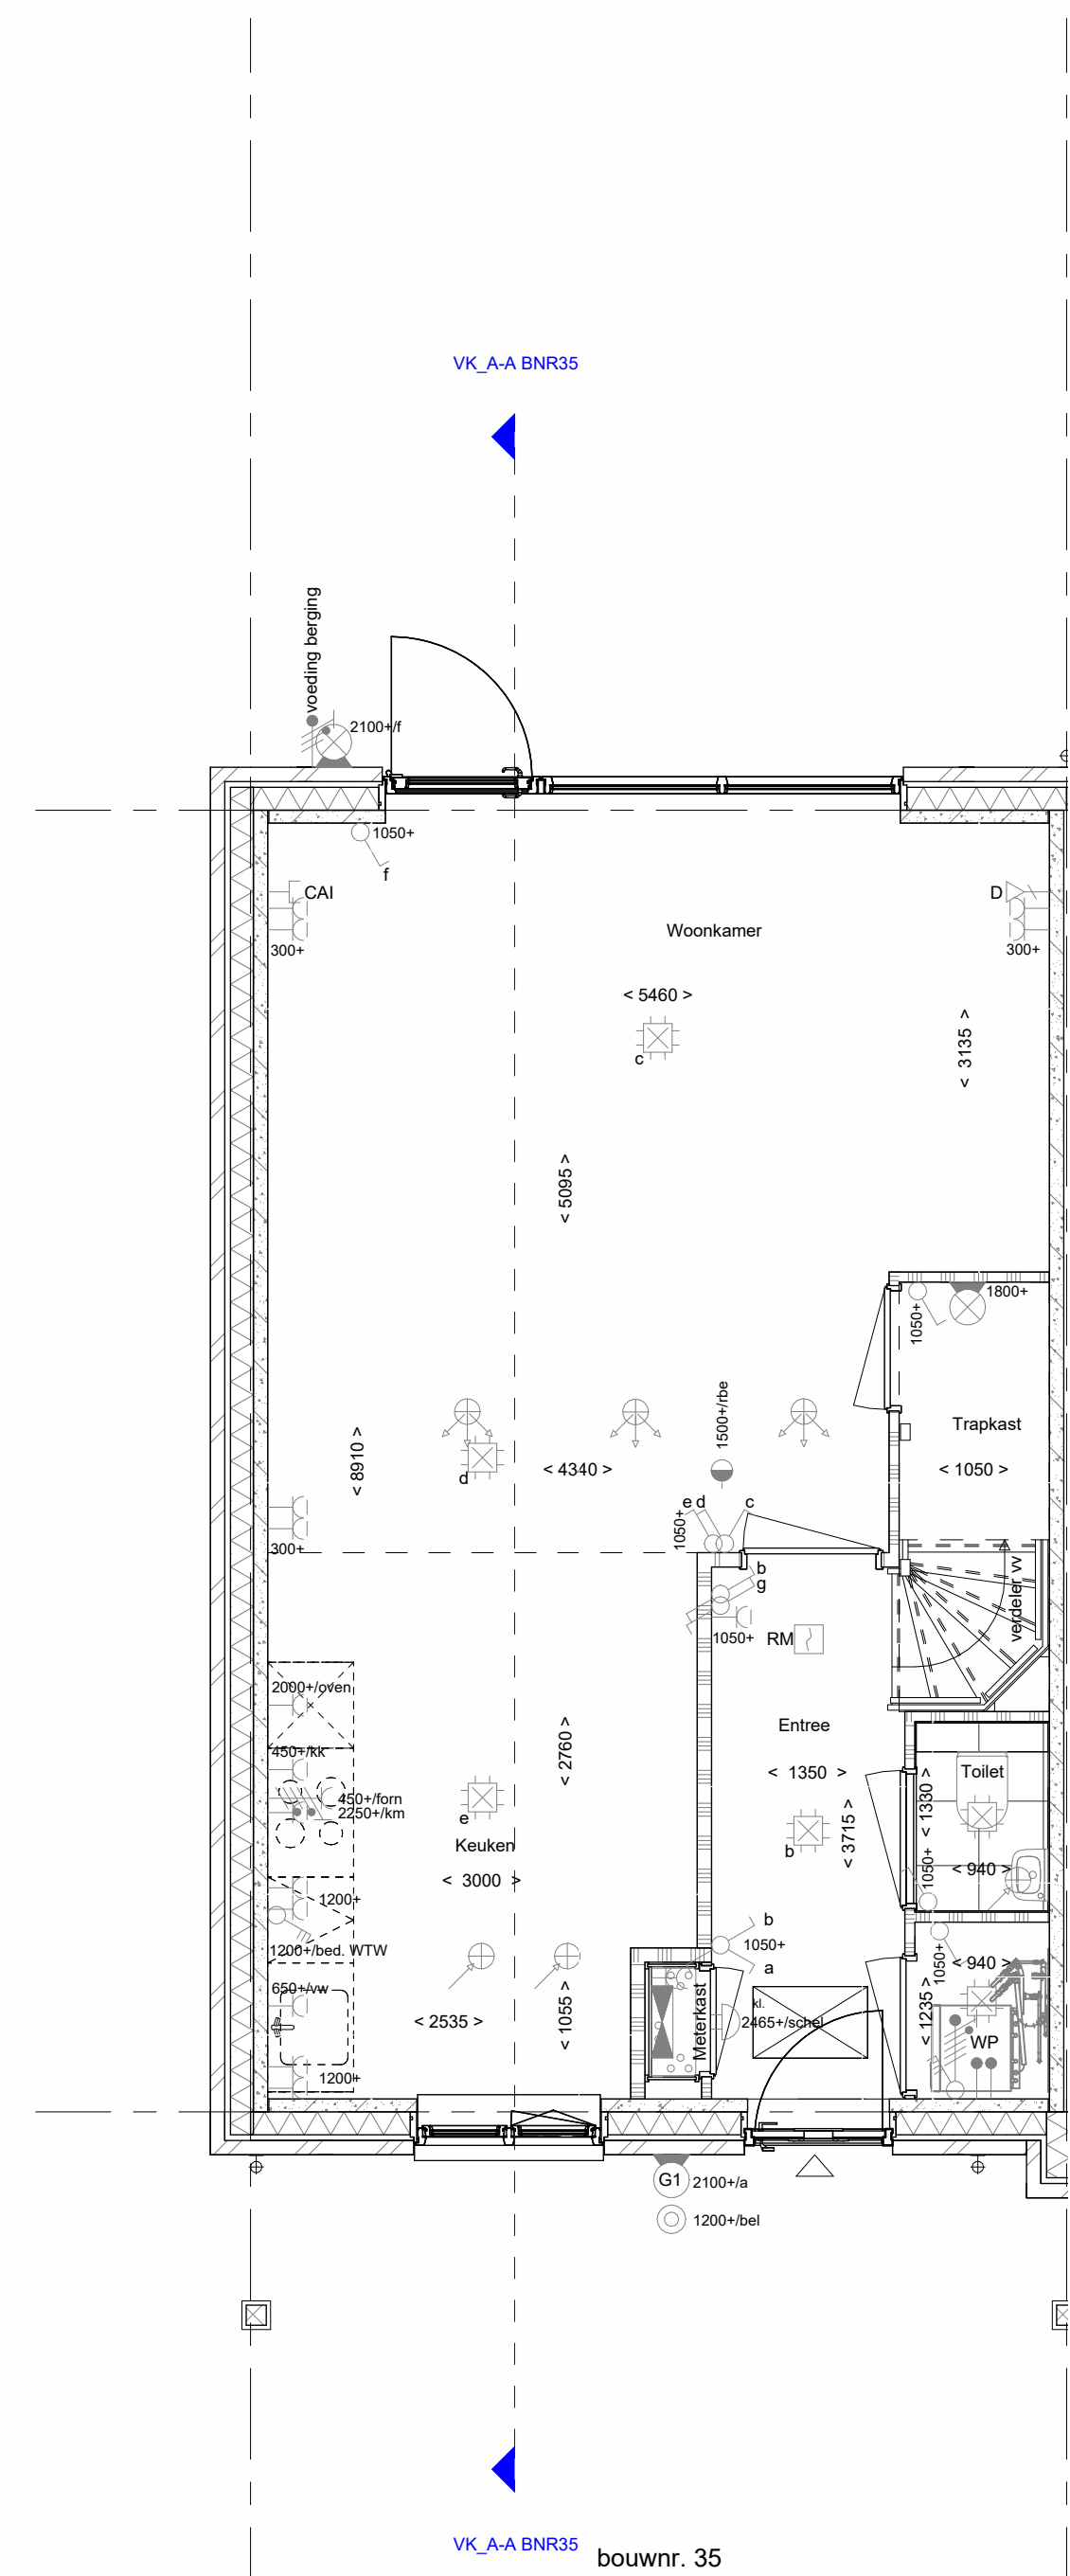 VK_A-A BNR35
voeding berging
2100+/f
1050+
f
CAI
D
300+
300+
Woonkamer
< 5460 >
c
< 3135 >
< 5095 >
1800+
1050+
Trapkast
< 1050 >
1500+/rbe
< 8910 >
d
< 4340 >
e d
c
1050+
300+
b
g
1050+
RM
verdeler vv
2000+/oven
Entree
450+/kk
< 2760 >
< 1350 >
Toilet
450+/forn
2250+/km
e
Keuken
< 3000 >
b
< 3715 >
< 1330 >
1050+
< 940 >
1200+
b
1050+
a
1200+/bed. WTW
650+/vw
< 2535 >
< 1055 >
Meterkast
kl.
2465+/schel
1050+
< 940 >
< 1235 >
WP
1200+
G1
2100+/a
1200+/bel
VK_A-A BNR35
bouwnr. 35